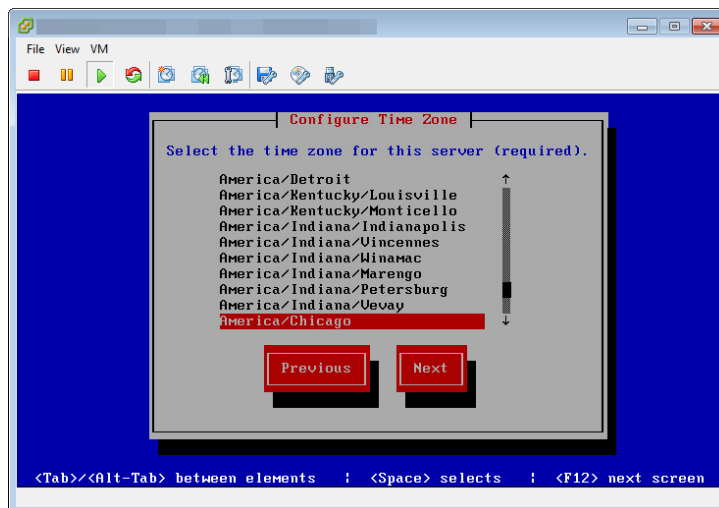 File View VM
Configure Time Zone
Select the time zone for this server (required).
America/Detroit
America/Kentucky/Louisville
America/Kentucky/Monticello
America/Indiana/Indianapolis
America/Indiana/Vincennes
America/Indiana/Winamac
America/Indiana/Marengo
America/Indiana/Petersburg
America/Indiana/Vevay
America/Chicago
Previous Next
<Tab>/<Alt-Tab> between elements ¦ <Space> selects ¦ <F12> next screen